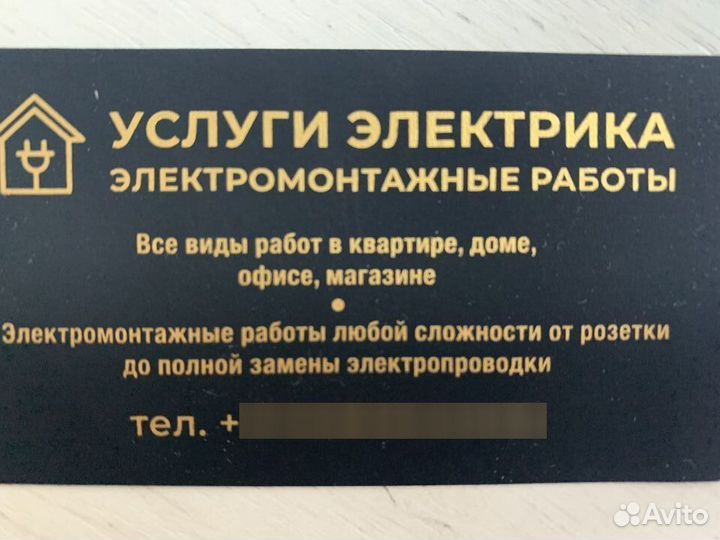 УСЛУГИ ЭЛЕКТРИКА
ЭЛЕКТРОМОНТАЖНЫЕ РАБОТЫ
Все виды работ в квартире, доме,
офисе, магазине
Электромонтажные работы любой сложности от розетки
до полной замены электропроводки
тел. +
Avito